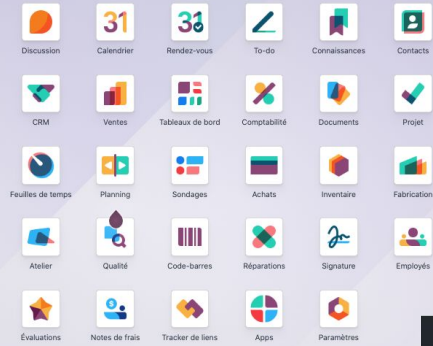 31 31
Discussion Calendrier Rendez-vous To-do Connaissances Contacts
CRM Ventes Tableaux de bord Comptabilité Documents Projet
Feuilles de temps Planning Sondages Achats Inventaire Fabrication
$
Atelier Qualité Code-barres Réparations Signature Employés
Évaluations Notes de frais Tracker de liens Apps Paramètres